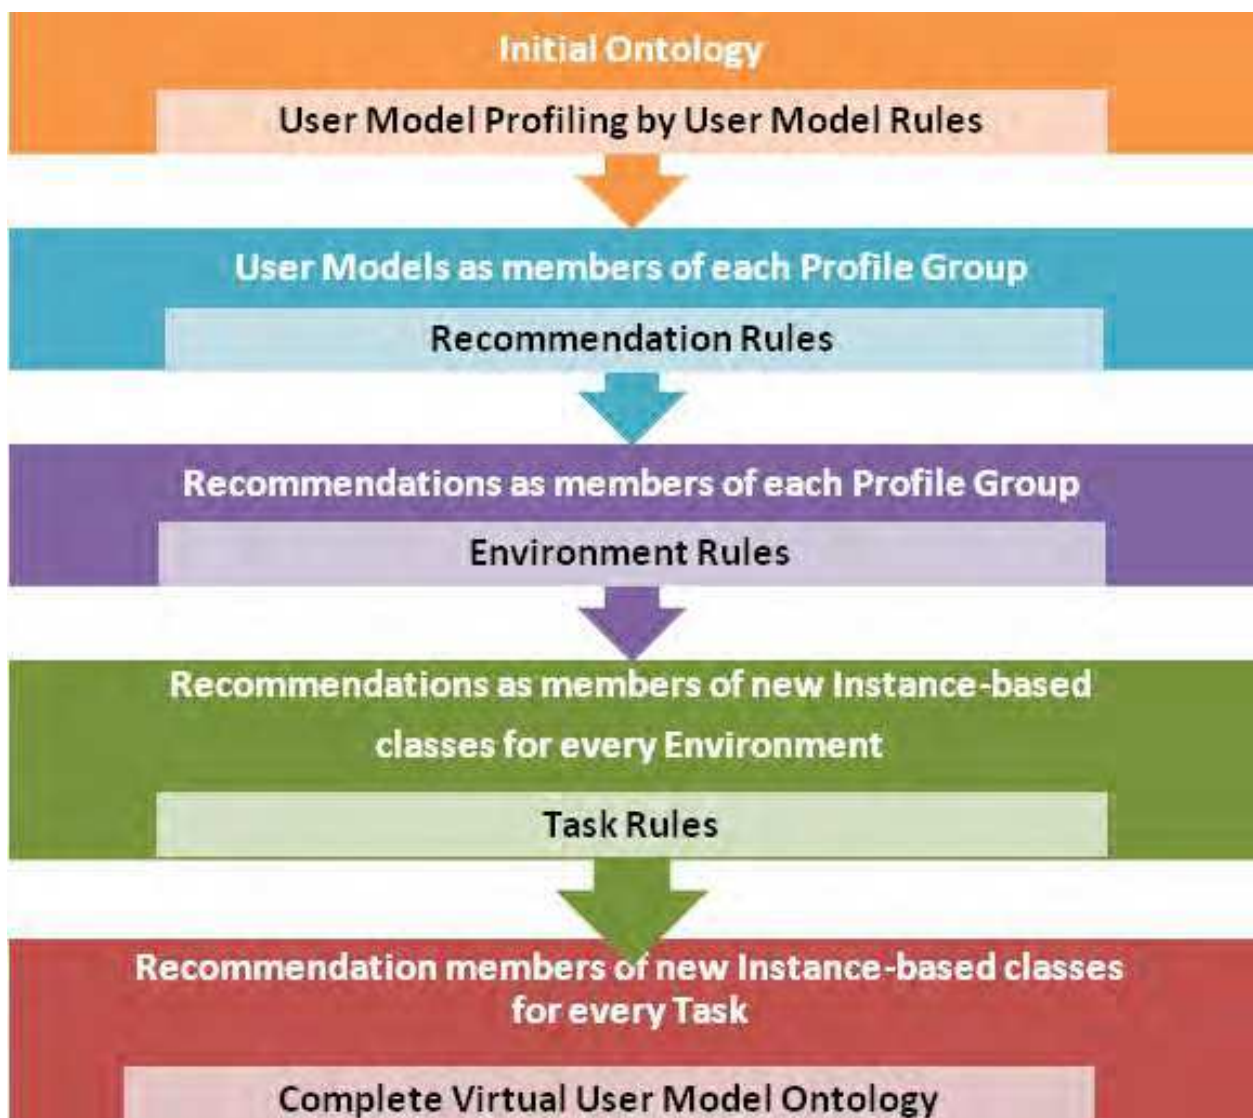 Initial Ontology
User Model Profiling by User Model Rules
User Models as members of each Profile Group
Recommendation Rules
Recommendations as members of each Profile Group
Environment Rules
Recommendations as members of new Instance-based
classes for every Environment
Task Rules
Recommendation members of new Instance-based classes
for every Task
Complete Virtual User Model Ontology